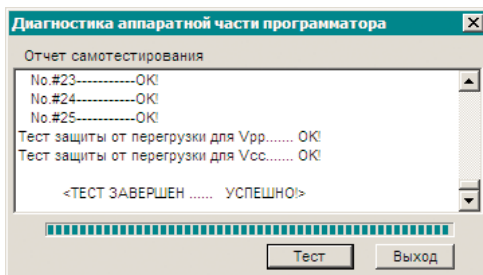 Диагностика аппаратной части программатора
Отчет самотестирования
No.#23-----------OK!
No.#24-----------OK!
No.#25-----------OK!
Тест защиты от перегрузки для Vpp....... OK!
Тест защиты от перегрузки для Vcc....... OK!
<ТЕСТ ЗАВЕРШЕН ...... УСПЕШНО!>
Тест Выход